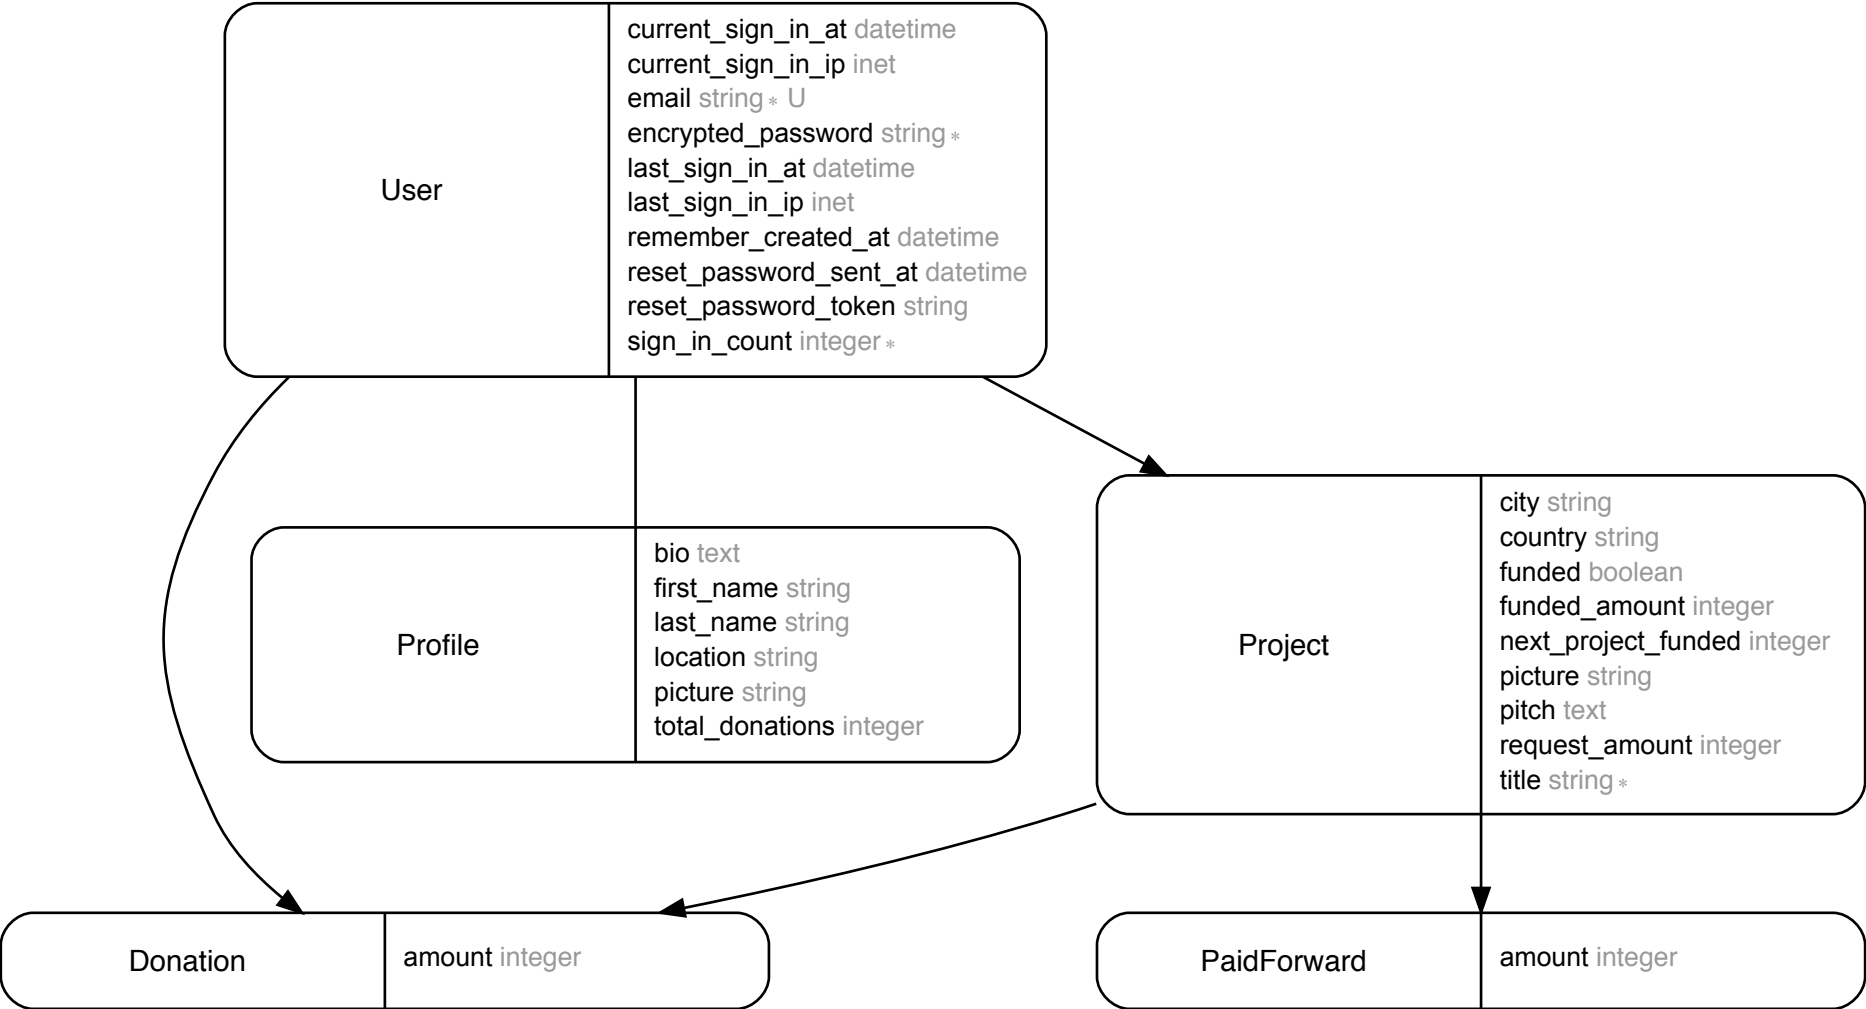 User
current_sign_in_at datetime
current_sign_in_ip inet
email string * U
encrypted_password string *
last_sign_in_at datetime
last_sign_in_ip inet
remember_created_at datetime
reset_password_sent_at datetime
reset_password_token string
sign_in_count integer *
Profile
bio text
first_name string
last_name string
location string
picture string
total_donations integer
Project
city string
country string
funded boolean
funded_amount integer
next_project_funded integer
picture string
pitch text
request_amount integer
title string *
Donation
amount integer
PaidForward
amount integer